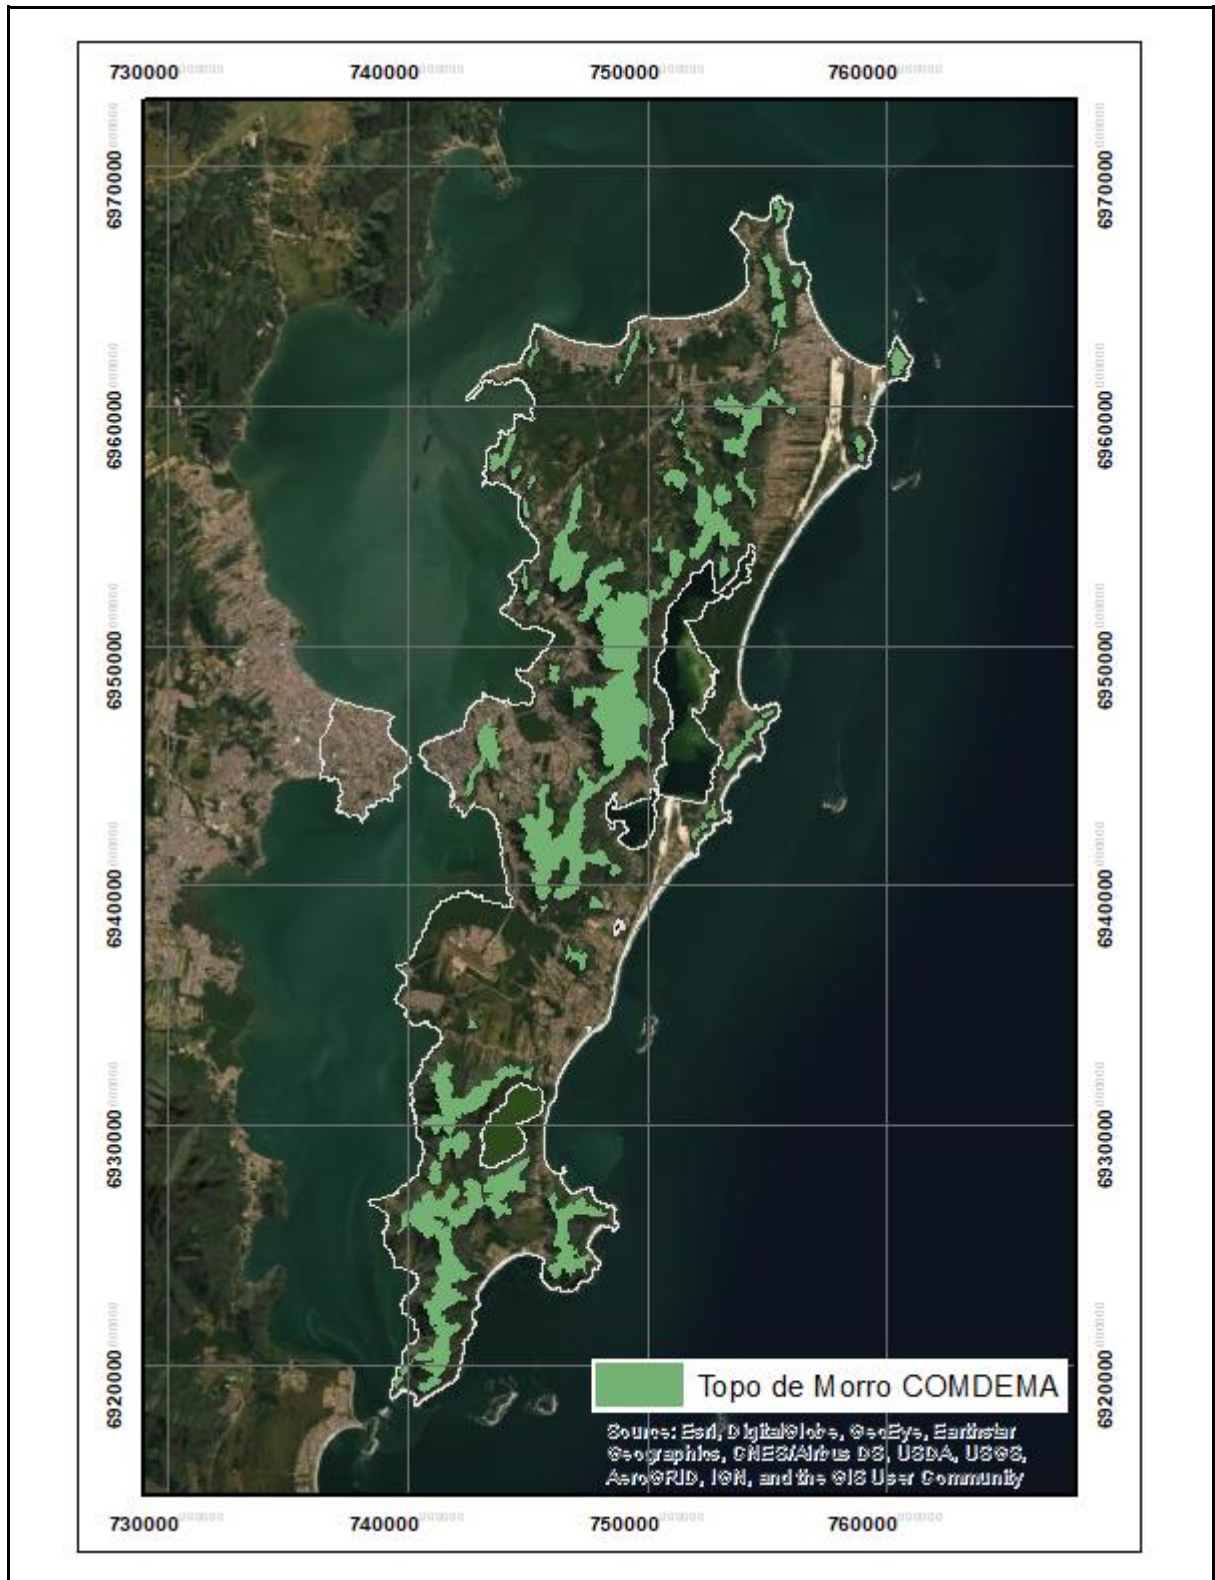 730000 740000 750000 760000
6970000 6970000
6960000 6960000
6950000 6950000
6940000 6940000
6930000 6930000
6920000 6920000
Topo de Morro COMDEMA
Source: Esri, DigitalGlobe, GeoEye, Earthstar
Geographics, CNES/Airbus DS, USDA, USGS,
AeroGRID, IGN, and the GIS User Community
730000 740000 750000 760000